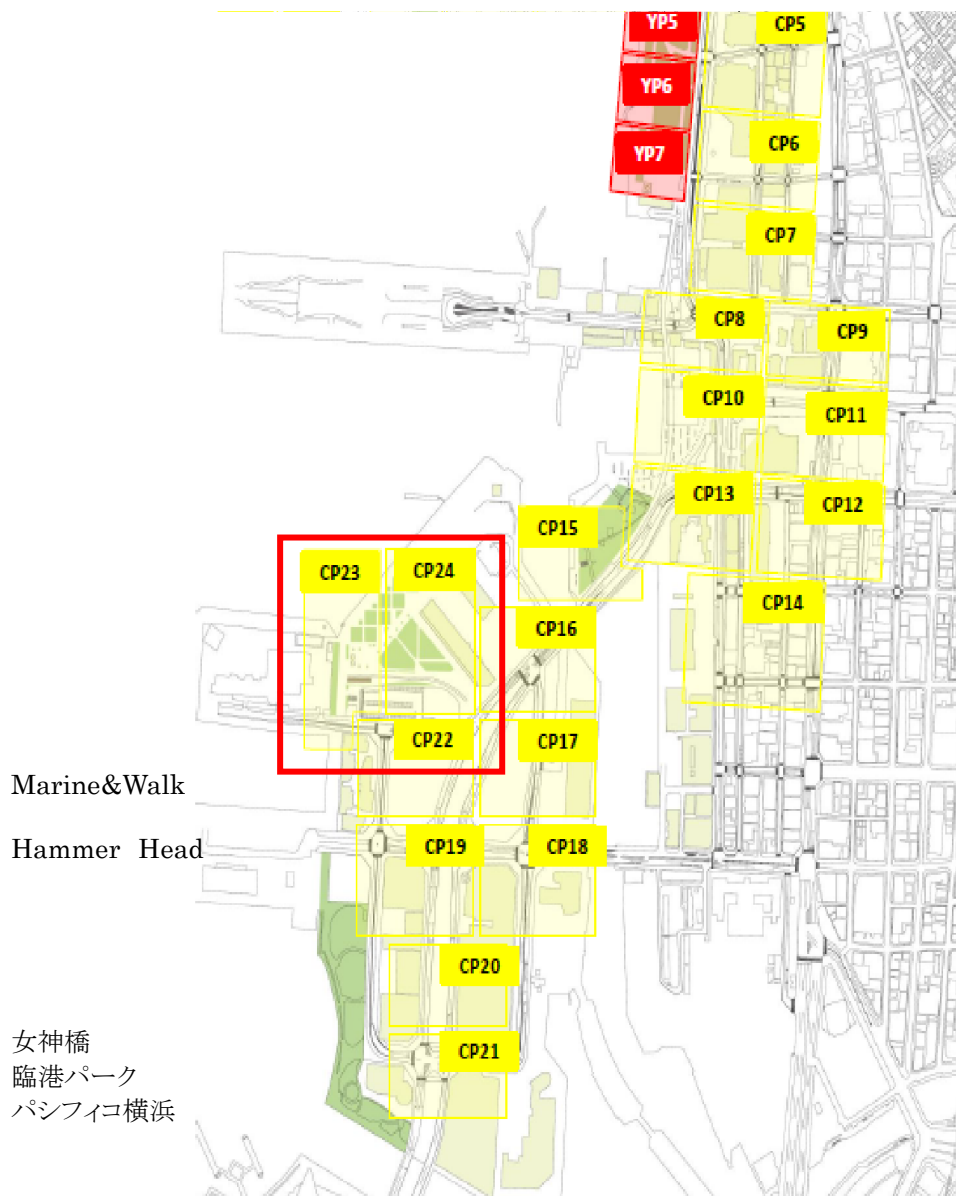 YP5
CP5
YP6
CP6
YP7
CP7
CP8
CP9
CP10
CP11
CP13
CP12
CP15
CP23
CP24
CP14
CP16
CP22
CP17
Marine&Walk
Hammer Head
CP19
CP18
CP20
女神橋
CP21
臨港パーク
パシフィコ横浜